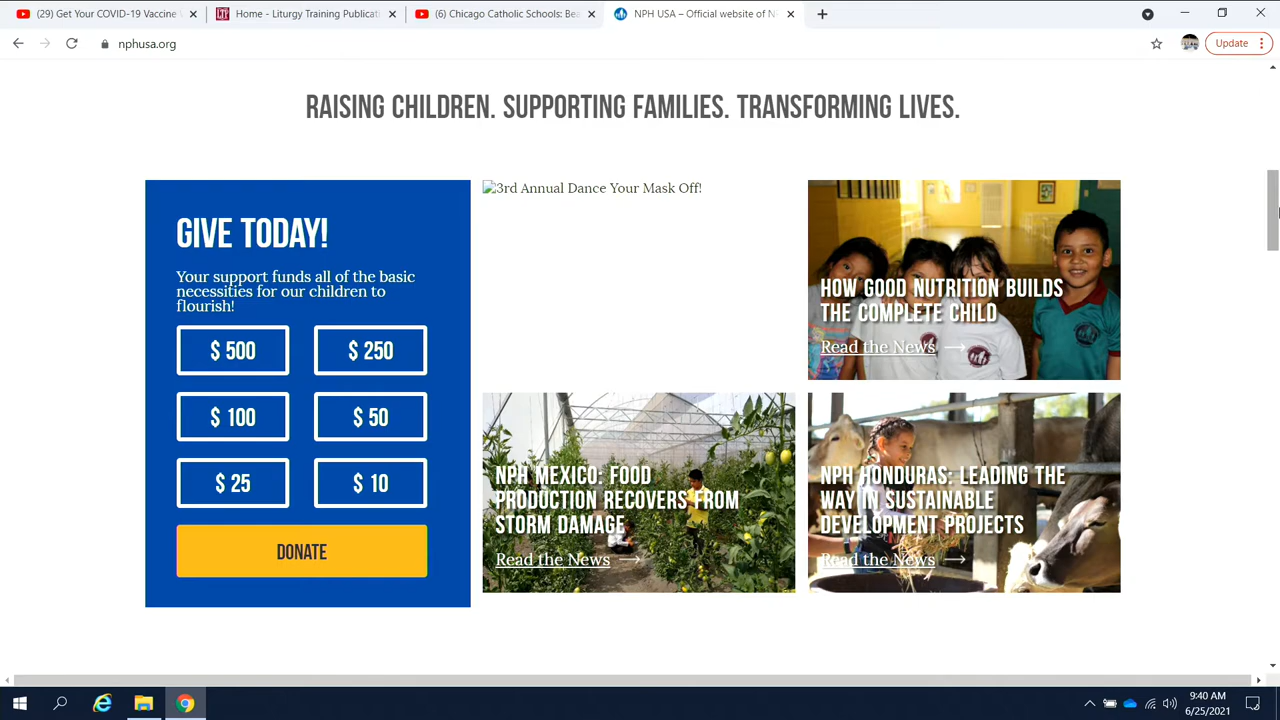 (29) Get Your COVID-19 Vaccine
Home - Liturgy Training Publicat
(6) Chicago Catholic Schools: Bea
NPH USA – Official website of N
nphusa.org
Update
RAISING CHILDREN. SUPPORTING FAMILIES. TRANSFORMING LIVES.
GIVE TODAY!
Your support funds all of the basic
necessities for our children to
flourish!
$ 500
$ 250
$ 100
$ 50
$ 25
$ 10
DONATE
3rd Annual Dance Your Mask Off!
HOW GOOD NUTRITION BUILDS
THE COMPLETE CHILD
Read the News
NPH MEXICO: FOOD
PRODUCTION RECOVERS FROM
STORM DAMAGE
Read the News
NPH HONDURAS: LEADING THE
WAY IN SUSTAINABLE
DEVELOPMENT PROJECTS
Read the News
9:40 AM
6/25/2021